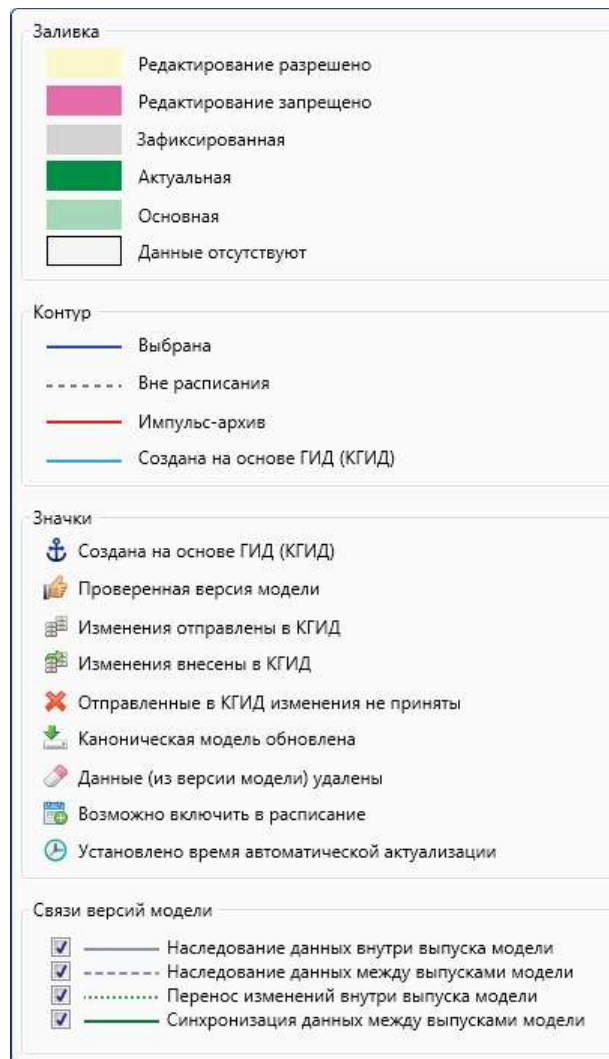 Заливка
Редактирование разрешено
Редактирование запрещено
Зафиксированная
Актуальная
Основная
Данные отсутствуют
Контур
Выбрана
Вне расписания
Импульс-архив
Создана на основе ГИД (КГИД)
Значки
Создана на основе ГИД (КГИД)
Проверенная версия модели
Изменения отправлены в КГИД
Изменения внесены в КГИД
Отправленные в КГИД изменения не приняты
Каноническая модель обновлена
Данные (из версии модели) удалены
Возможно включить в расписание
Установлено время автоматической актуализации
Связи версий модели
Наследование данных внутри выпуска модели
Наследование данных между выпусками модели
Перенос изменений внутри выпуска модели
Синхронизация данных между выпусками модели